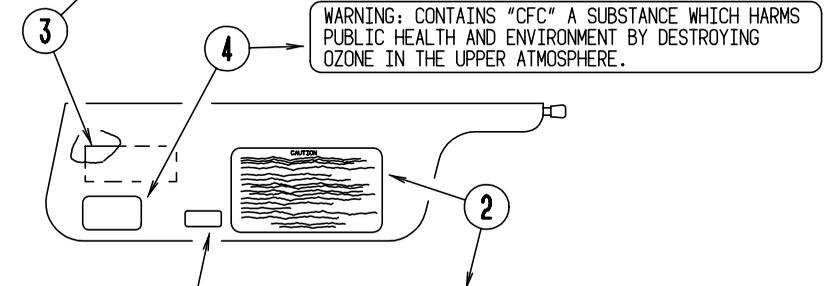 3
4
WARNING: CONTAINS "CFC" A SUBSTANCE WHICH HARMS
PUBLIC HEALTH AND ENVIRONMENT BY DESTROYING
OZONE IN THE UPPER ATMOSPHERE.
CAUTION
2